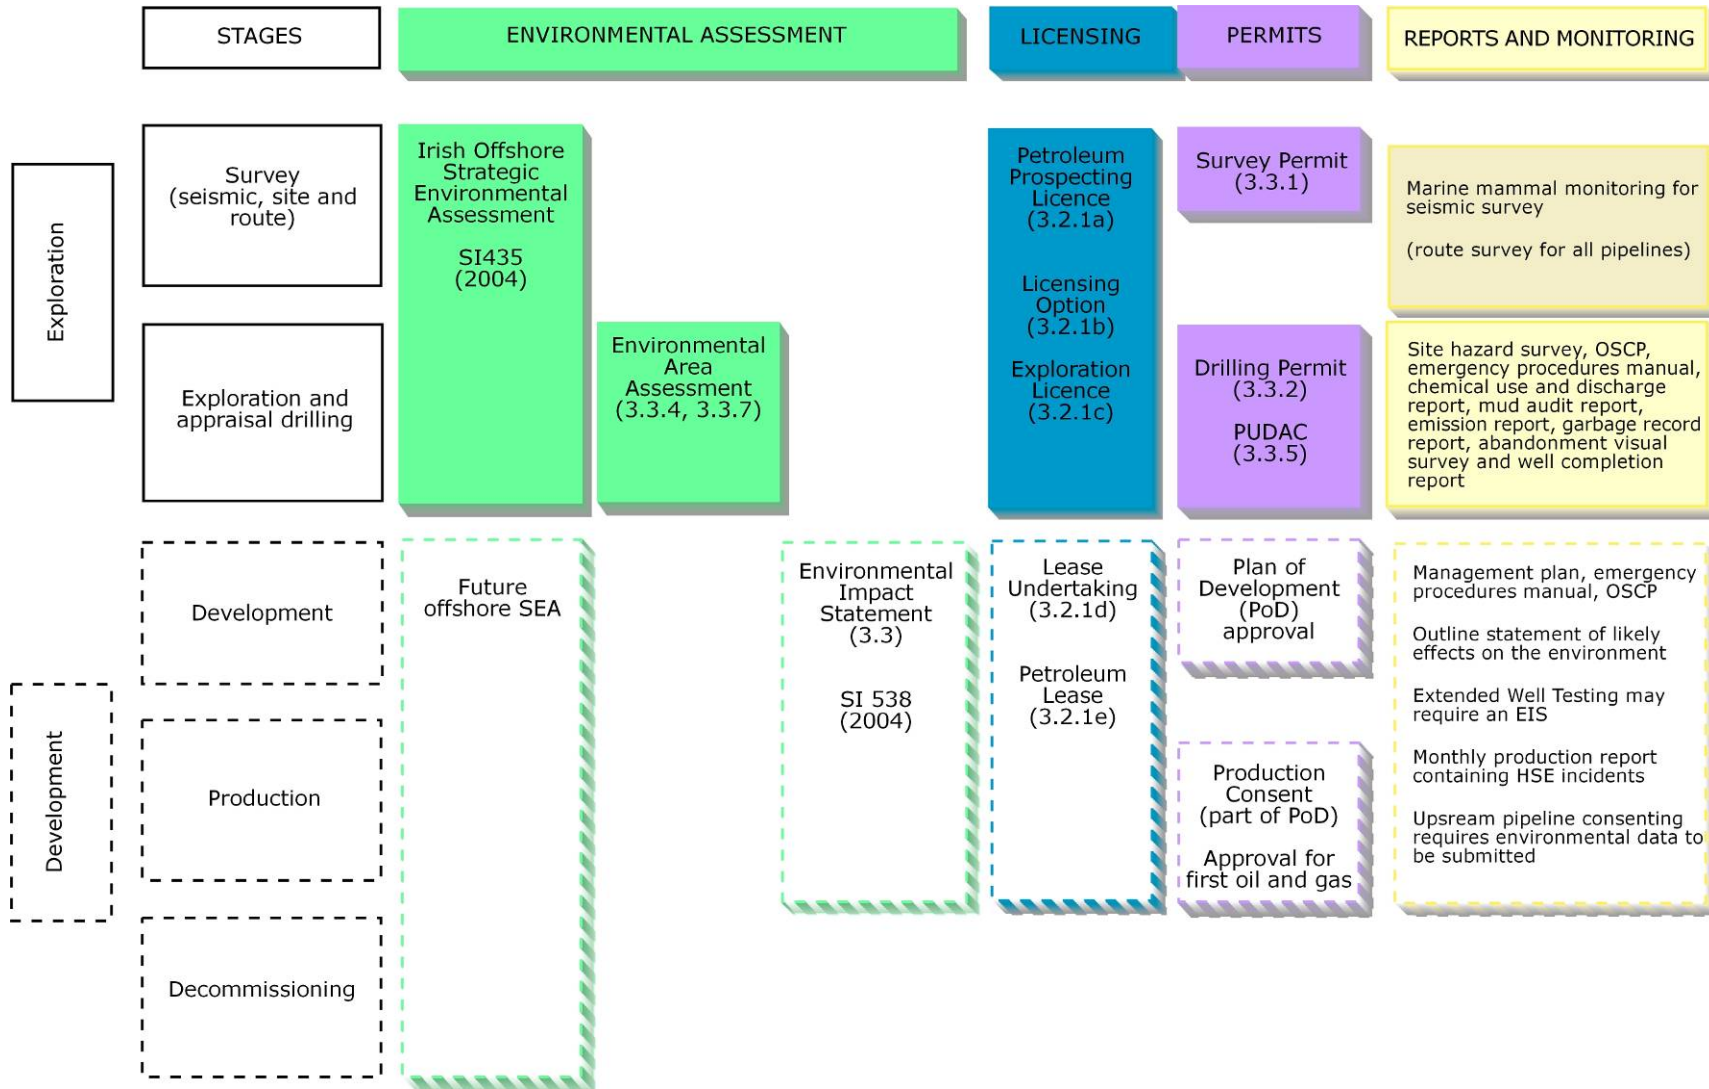 STAGES
ENVIRONMENTAL ASSESSMENT
LICENSING
PERMITS
REPORTS AND MONITORING
Exploration
Survey
(seismic, site and
route)
Irish Offshore
Strategic
Environmental
Assessment
SI435
(2004)
Petroleum
Prospecting
Licence
(3.2.1a)
Licensing
Option
(3.2.1b)
Exploration
Licence
(3.2.1c)
Survey Permit
(3.3.1)
Marine mammal monitoring for
seismic survey
(route survey for all pipelines)
Exploration and
appraisal drilling
Environmental
Area
Assessment
(3.3.4, 3.3.7)
Drilling Permit
(3.3.2)
PUDAC
(3.3.5)
Site hazard survey, OSCP,
emergency procedures manual,
chemical use and discharge
report, mud audit report,
emission report, garbage record
report, abandonment visual
survey and well completion
report
Development
Development
Future
offshore SEA
Environmental
Impact
Statement
(3.3)
SI 538
(2004)
Lease
Undertaking
(3.2.1d)
Petroleum
Lease
(3.2.1e)
Plan of
Development
(PoD)
approval
Management plan, emergency
procedures manual, OSCP
Outline statement of likely
effects on the environment
Extended Well Testing may
require an EIS
Monthly production report
containing HSE incidents
Upsream pipeline consenting
requires environmental data to
be submitted
Production
Production
Consent
(part of PoD)
Approval for
first oil and gas
Decommissioning